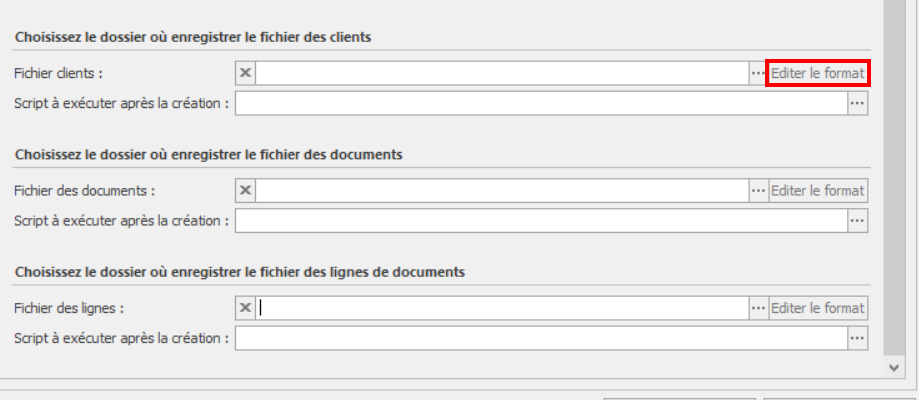 Choisissez le dossier où enregistrer le fichier des clients
Fichier clients : ... Editer le format
Script à exécuter après la création : ...
Choisissez le dossier où enregistrer le fichier des documents
Fichier des documents : ... Editer le format
Script à exécuter après la création : ...
Choisissez le dossier où enregistrer le fichier des lignes de documents
Fichier des lignes : ... Editer le format
Script à exécuter après la création : ...